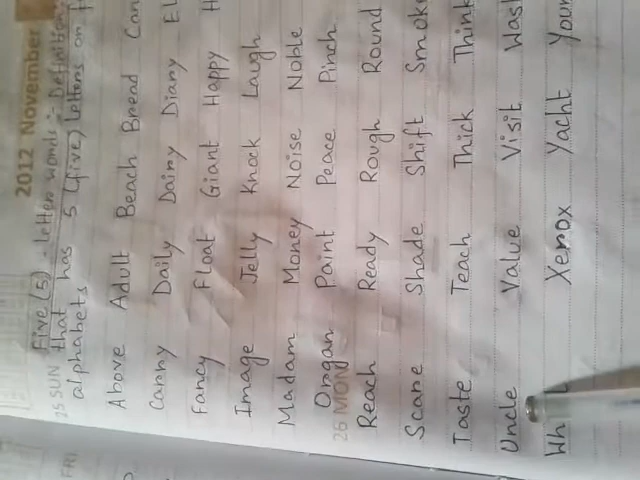 2012 November
Five (5) - letter words :- Definition:
25 SUN that has 5 (five) letters on
alphabets
Above Adult Beach Bread
Carry Daily Dairy Diary
Fancy Float Giant Happy
Image Jelly Knock Laugh
Madam Money Noise Noble
Organ Paint Peace Pinch
26 MON
Reach Ready Rough Round
Scare Shade Shift Smoke
Taste Teach Thick Think
Uncle Value Visit
Xerox Yacht
FRI